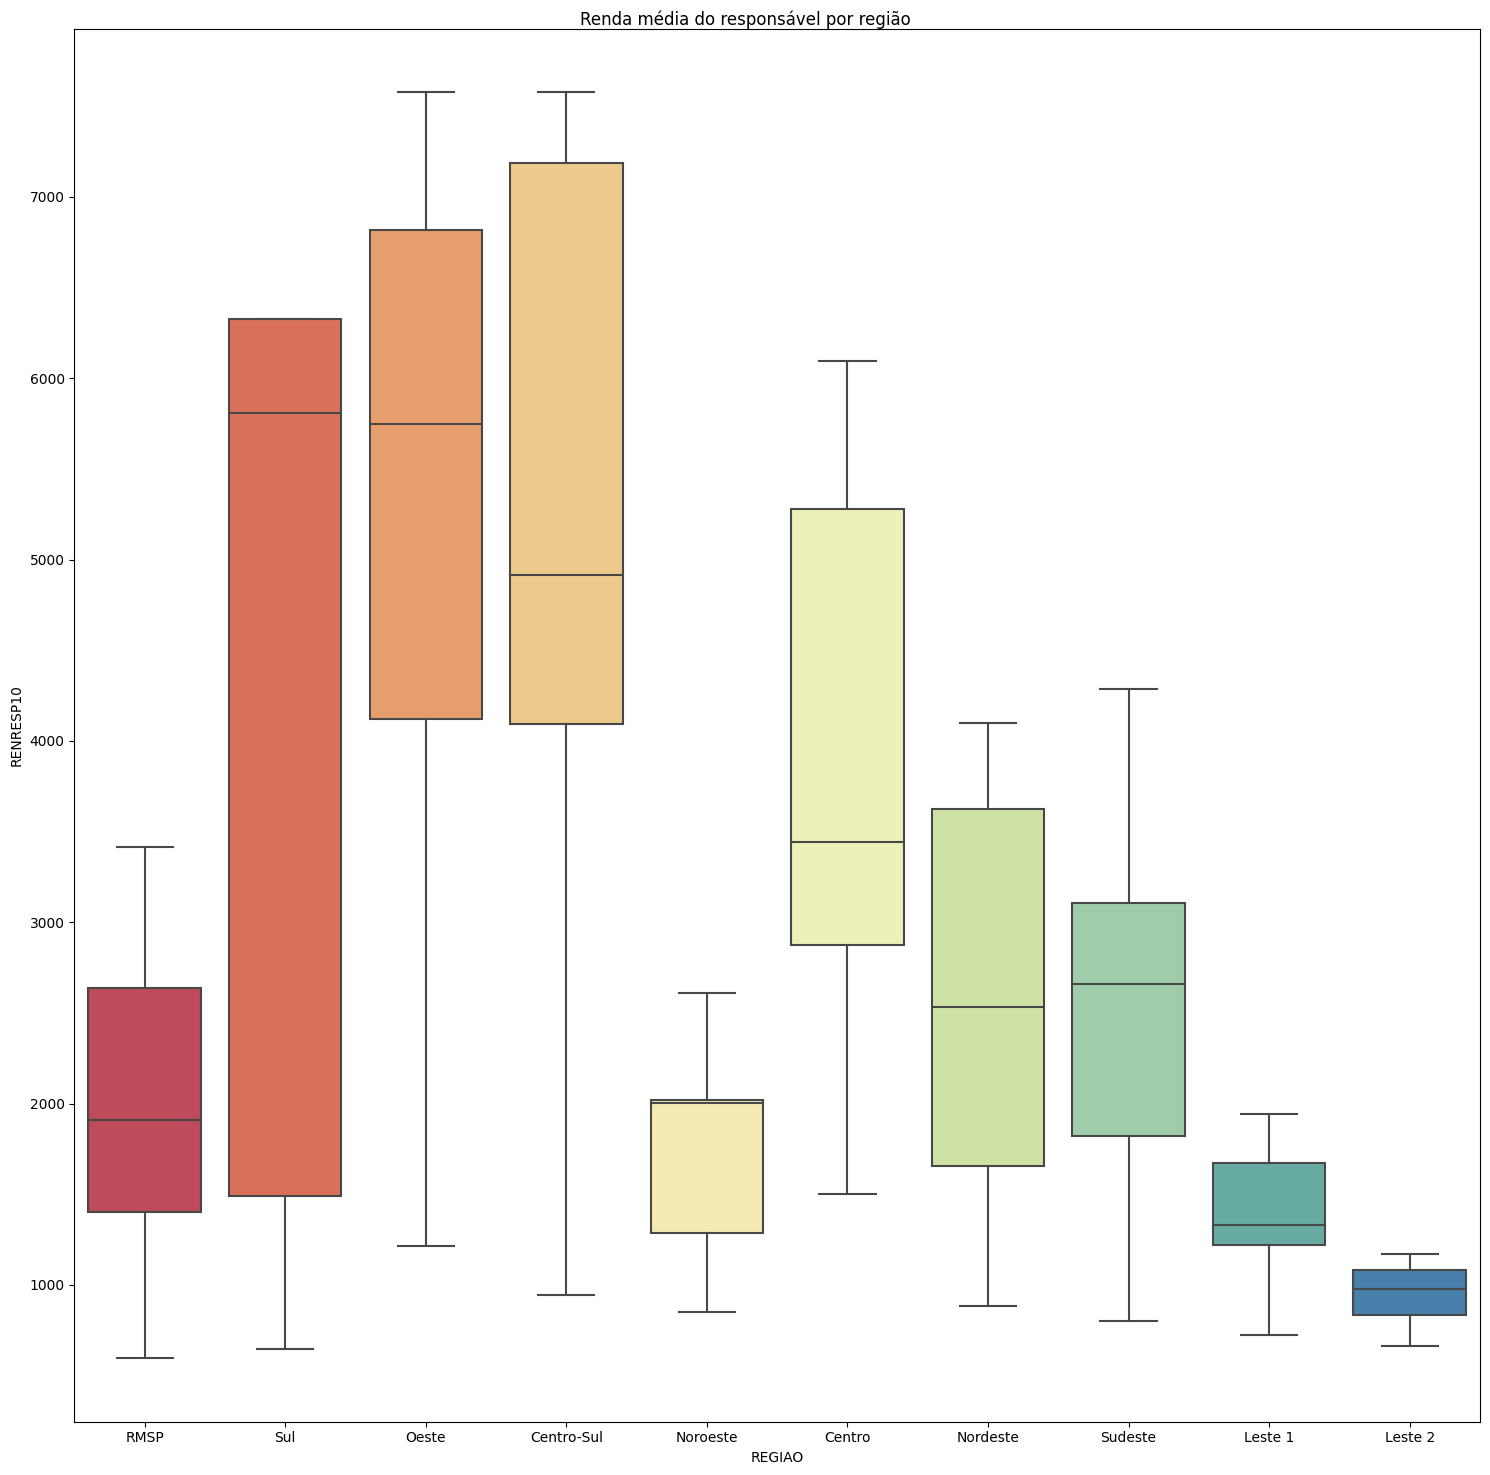 Renda média do responsável por região
7000
6000
5000
4000
3000
2000
1000
RENRESP10
RMSP Sul Oeste Centro-Sul Noroeste Centro Nordeste Sudeste Leste 1 Leste 2
REGIAO